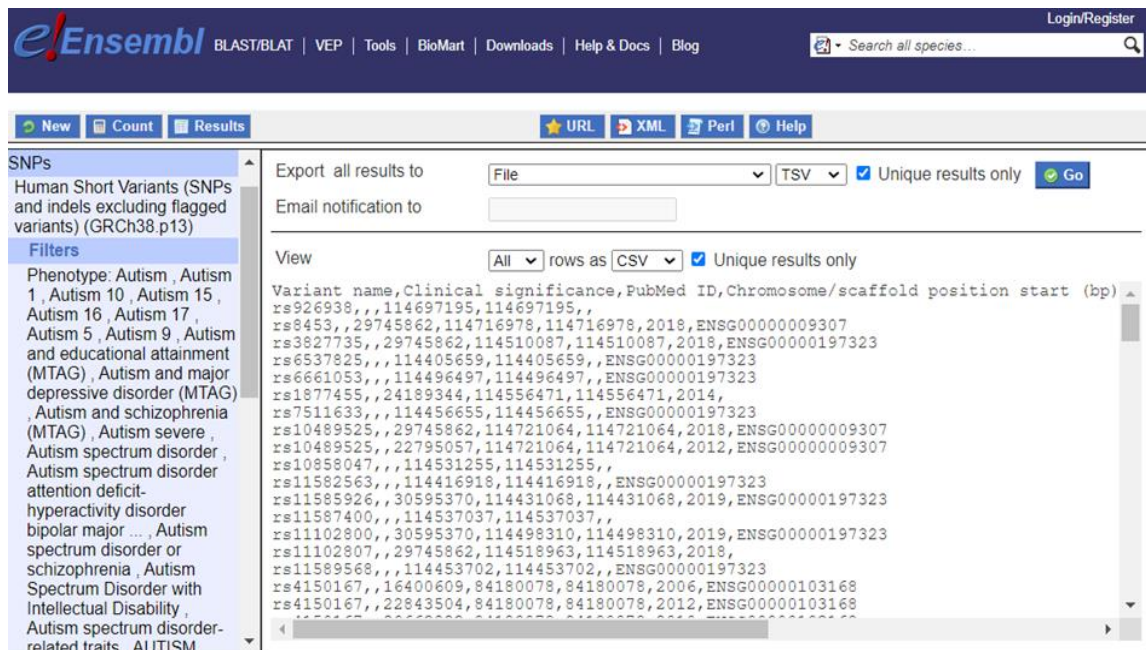 Login/Register
e!Ensembl BLAST/BLAT | VEP | Tools | BioMart | Downloads | Help & Docs | Blog
Search all species...
New Count Results URL XML Perl Help
SNPs
Human Short Variants (SNPs
and indels excluding flagged
variants) (GRCh38.p13)
Filters
Phenotype: Autism , Autism
1 , Autism 10 , Autism 15 ,
Autism 16 , Autism 17 ,
Autism 5 , Autism 9 , Autism
and educational attainment
(MTAG) , Autism and major
depressive disorder (MTAG)
, Autism and schizophrenia
(MTAG) , Autism severe ,
Autism spectrum disorder ,
Autism spectrum disorder
attention deficit-
hyperactivity disorder
bipolar major ... , Autism
spectrum disorder or
schizophrenia , Autism
Spectrum Disorder with
Intellectual Disability ,
Autism spectrum disorder-
related traits , AUTISM
Export all results to File TSV Unique results only Go
Email notification to
View All rows as CSV Unique results only
Variant name,Clinical significance,PubMed ID,Chromosome/scaffold position start (bp)
rs926938,,,114697195,114697195,,
rs8453,,29745862,114716978,114716978,2018,ENSG00000009307
rs3827735,,29745862,114510087,114510087,2018,ENSG00000197323
rs6537825,,,114405659,114405659,,ENSG00000197323
rs6661053,,,114496497,114496497,,ENSG00000197323
rs1877455,,24189344,114556471,114556471,2014,
rs7511633,,,114456655,114456655,,ENSG00000197323
rs10489525,,29745862,114721064,114721064,2018,ENSG00000009307
rs10489525,,22795057,114721064,114721064,2012,ENSG00000009307
rs10858047,,,114531255,114531255,,
rs11582563,,,114416918,114416918,,ENSG00000197323
rs11585926,,30595370,114431068,114431068,2019,ENSG00000197323
rs11587400,,,114537037,114537037,,
rs11102800,,30595370,114498310,114498310,2019,ENSG00000197323
rs11102807,,29745862,114518963,114518963,2018,
rs11589568,,,114453702,114453702,,ENSG00000197323
rs4150167,,16400609,84180078,84180078,2006,ENSG00000103168
rs4150167,,22843504,84180078,84180078,2012,ENSG00000103168